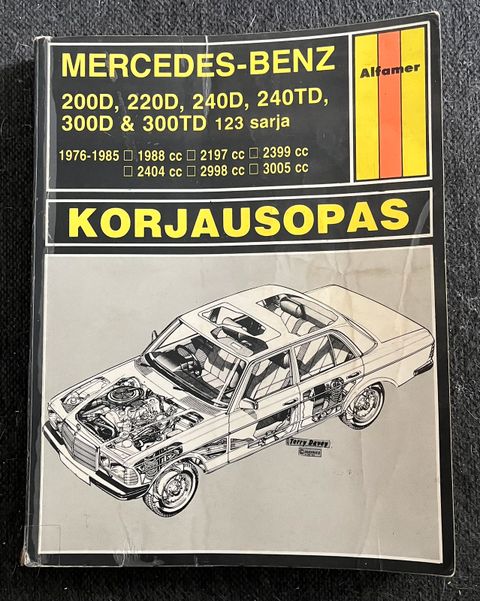 MERCEDES-BENZ
Alfamer
200D, 220D, 240D, 240TD,
300D & 300TD 123 sarja
1976-1985 □ 1988 cc □ 2197 cc □ 2399 cc
□ 2404 cc □ 2998 cc □ 3005 cc
KORJAUSOPAS
Terry Davey